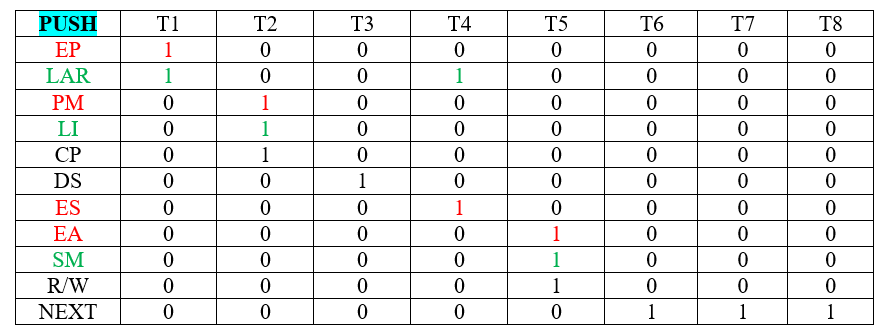 PUSH T1 T2 T3 T4 T5 T6 T7 T8
EP 1 0 0 0 0 0 0 0
LAR 1 0 0 1 0 0 0 0
PM 0 1 0 0 0 0 0 0
LI 0 1 0 0 0 0 0 0
CP 0 1 0 0 0 0 0 0
DS 0 0 1 0 0 0 0 0
ES 0 0 0 1 0 0 0 0
EA 0 0 0 0 1 0 0 0
SM 0 0 0 0 1 0 0 0
R/W 0 0 0 0 1 0 0 0
NEXT 0 0 0 0 0 1 1 1